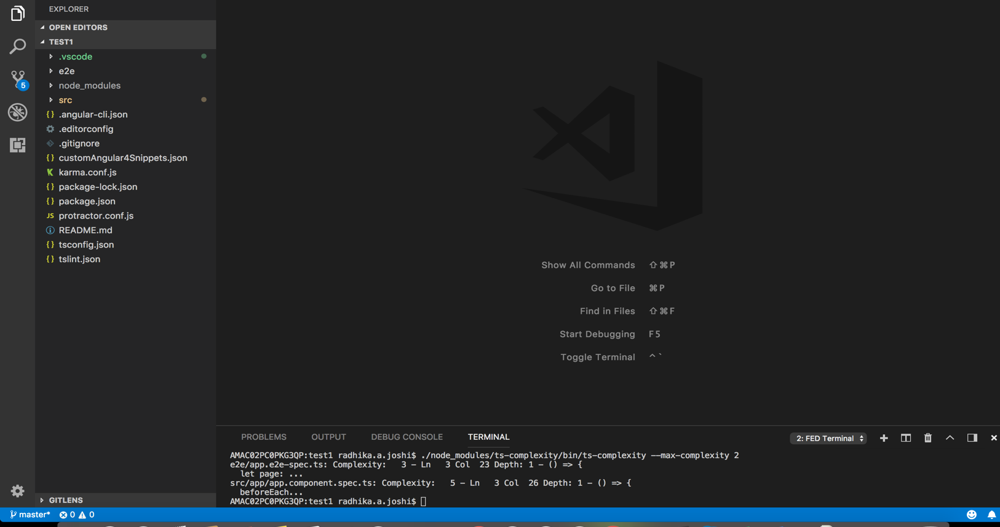 EXPLORER
OPEN EDITORS
TEST1
.vscode
e2e
node_modules
src
{} .angular-cli.json
.editorconfig
.gitignore
{} customAngular4Snippets.json
K karma.conf.js
{} package-lock.json
{} package.json
JS protractor.conf.js
README.md
{} tsconfig.json
{} tslint.json
5
GITLENS
Show All Commands ⇧⌘P
Go to File ⌘P
Find in Files ⇧⌘F
Start Debugging F5
Toggle Terminal ^`
PROBLEMS OUTPUT DEBUG CONSOLE TERMINAL 2: FED Terminal
AMAC02PC0PKG3QP:test1 radhika.a.joshi$ ./node_modules/ts-complexity/bin/ts-complexity --max-complexity 2
e2e/app.e2e-spec.ts: Complexity: 3 - Ln 3 Col 23 Depth: 1 - () => {
let page: ...
src/app/app.component.spec.ts: Complexity: 5 - Ln 3 Col 26 Depth: 1 - () => {
beforeEach...
AMAC02PC0PKG3QP:test1 radhika.a.joshi$
master* 0 0